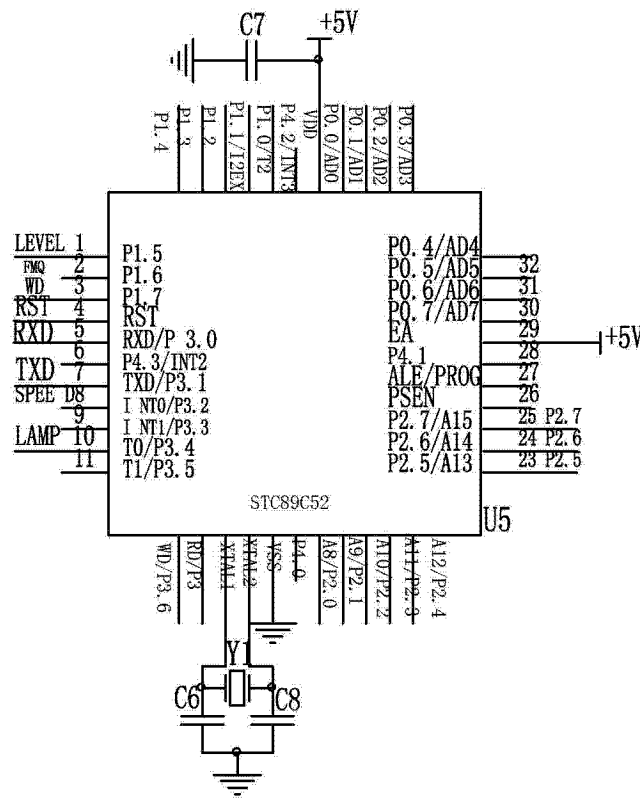 C7
+5V
P1.4
P1.3
P1.2
P1.1/I2EX
P1.0/T2
P4.2/INT3
VDD
P0.0/AD0
P0.1/AD1
P0.2/AD2
P0.3/AD3
LEVEL 1
FMQ 2
WD 3
RST 4
RXD 5
6
TXD 7
SPEE D8
9
LAMP 10
11
P1.5
P1.6
P1.7
RST
RXD/P 3.0
P4.3/INT2
TXD/P3.1
I NT0/P3.2
I NT1/P3.3
T0/P3.4
T1/P3.5
P0.4/AD4
P0.5/AD5
P0.6/AD6
P0.7/AD7
EA
P4.1
ALE/PROG
PSEN
P2.7/A15
P2.6/A14
P2.5/A13
32
31
30
29
+5V
28
27
26
25 P2.7
24 P2.6
23 P2.5
STC89C52
U5
WD/P3.6
RD/P3
XTAL1
XTAL2
VSS
P4.0
A8/P2.0
A9/P2.1
A10/P2.2
A11/P2.3
A12/P2.4
Y1
C6
C8